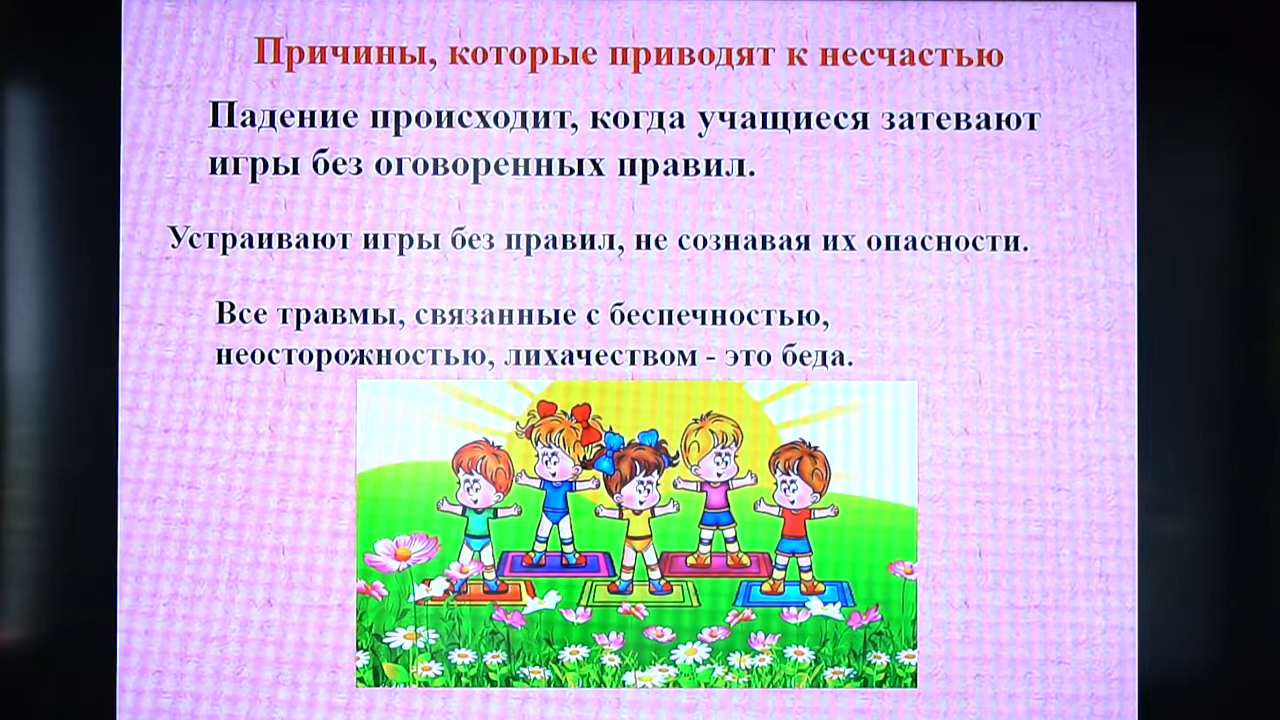 Причины, которые приводят к несчастью
Падение происходит, когда учащиеся затевают
игры без оговоренных правил.
Устраивают игры без правил, не сознавая их опасности.
Все травмы, связанные с беспечностью,
неосторожностью, лихачеством - это беда.